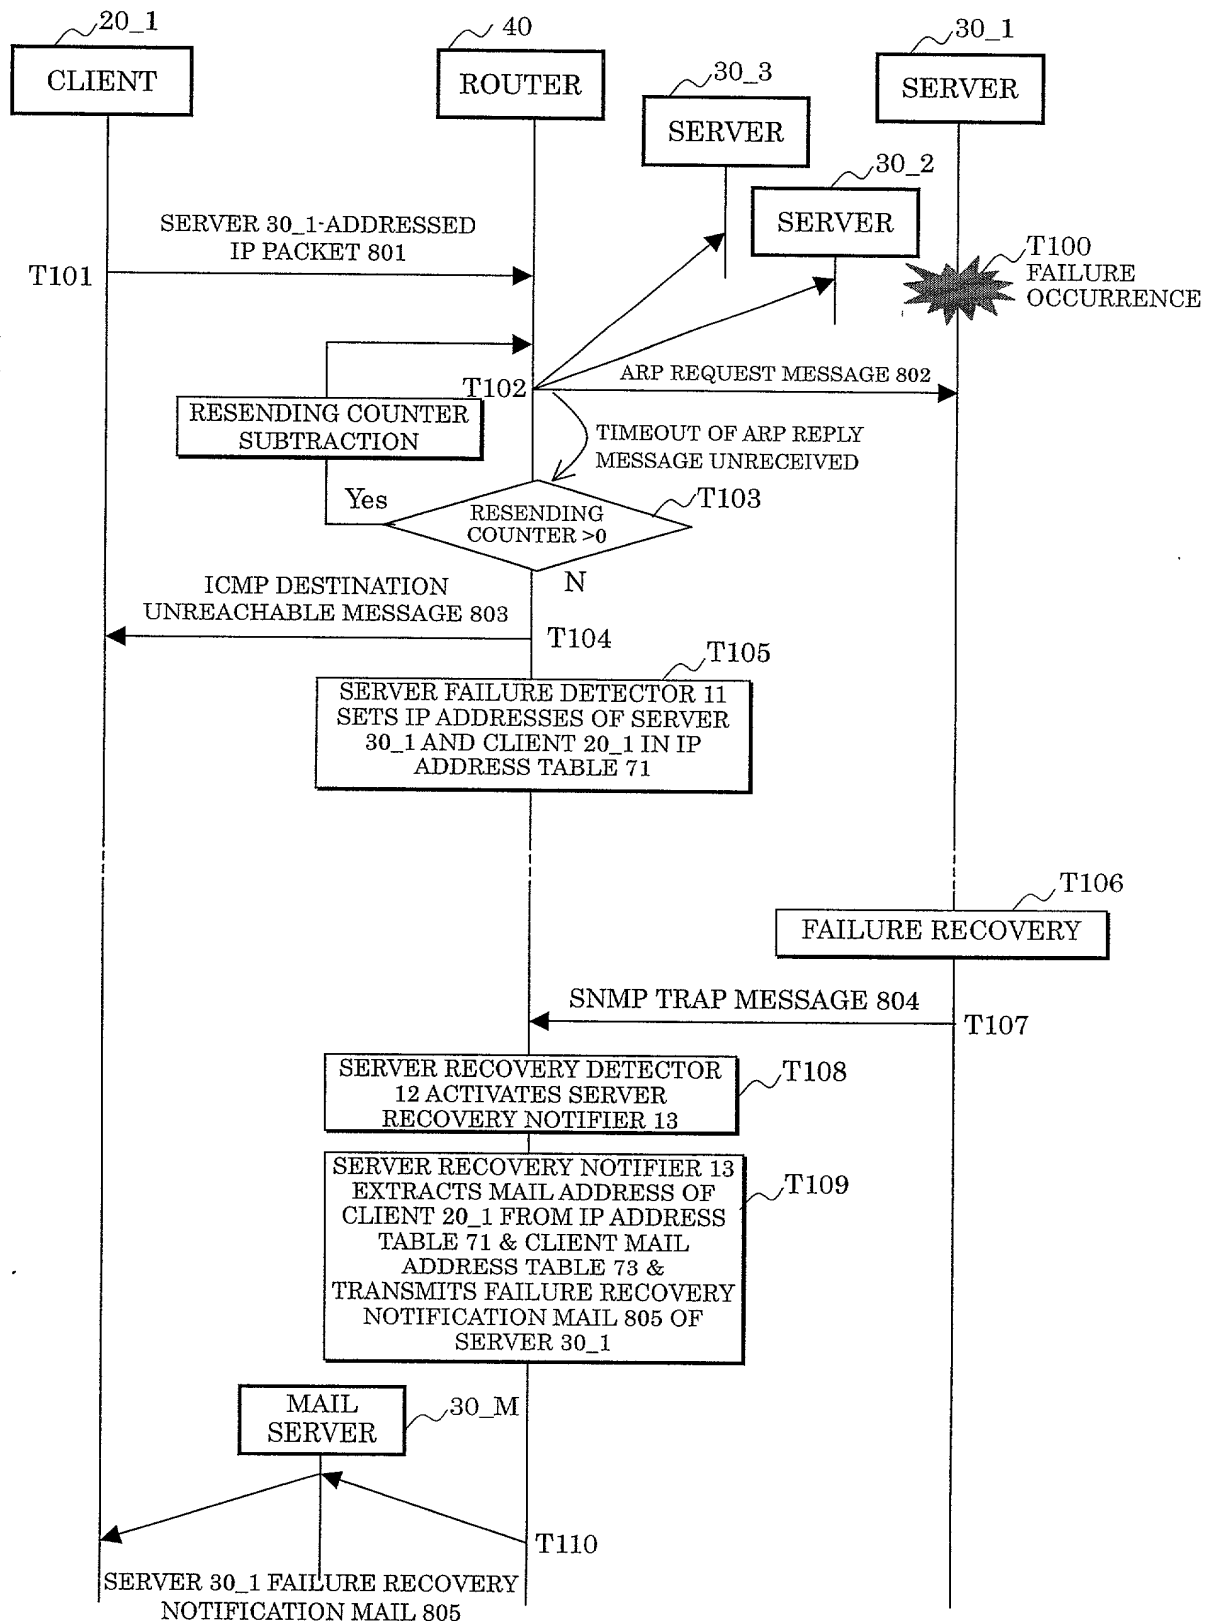 20_1
40
30_1
CLIENT
ROUTER
30_3
SERVER
SERVER
30_2
SERVER
SERVER 30_1-ADDRESSED
IP PACKET 801
T101
T100
FAILURE
OCCURRENCE
T102
ARP REQUEST MESSAGE 802
RESENDING COUNTER
SUBTRACTION
TIMEOUT OF ARP REPLY
MESSAGE UNRECEIVED
Yes
T103
RESENDING
COUNTER >0
N
ICMP DESTINATION
UNREACHABLE MESSAGE 803
T104
T105
SERVER FAILURE DETECTOR 11
SETS IP ADDRESSES OF SERVER
30_1 AND CLIENT 20_1 IN IP
ADDRESS TABLE 71
T106
FAILURE RECOVERY
SNMP TRAP MESSAGE 804
T107
SERVER RECOVERY DETECTOR
12 ACTIVATES SERVER
RECOVERY NOTIFIER 13
T108
SERVER RECOVERY NOTIFIER 13
EXTRACTS MAIL ADDRESS OF
CLIENT 20_1 FROM IP ADDRESS
TABLE 71 & CLIENT MAIL
ADDRESS TABLE 73 &
TRANSMITS FAILURE RECOVERY
NOTIFICATION MAIL 805 OF
SERVER 30_1
T109
MAIL
SERVER
30_M
T110
SERVER 30_1 FAILURE RECOVERY
NOTIFICATION MAIL 805